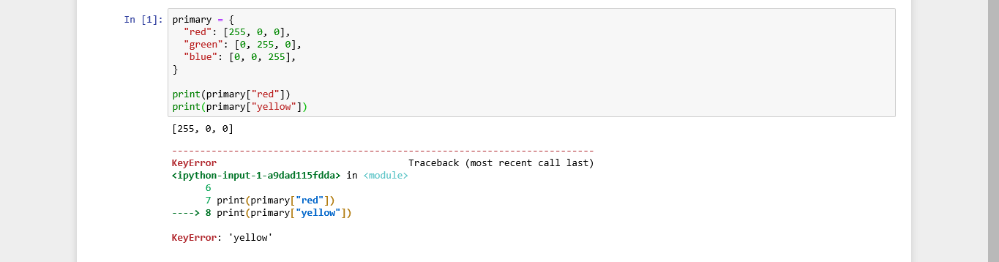 In [1]: primary = {
  "red": [255, 0, 0],
  "green": [0, 255, 0],
  "blue": [0, 0, 255],
}
print(primary["red"])
print(primary["yellow"])
[255, 0, 0]
---------------------------------------------------------------------------
KeyError                                  Traceback (most recent call last)
<ipython-input-1-a9dad115fdda> in <module>
      6
      7 print(primary["red"])
----> 8 print(primary["yellow"])
KeyError: 'yellow'